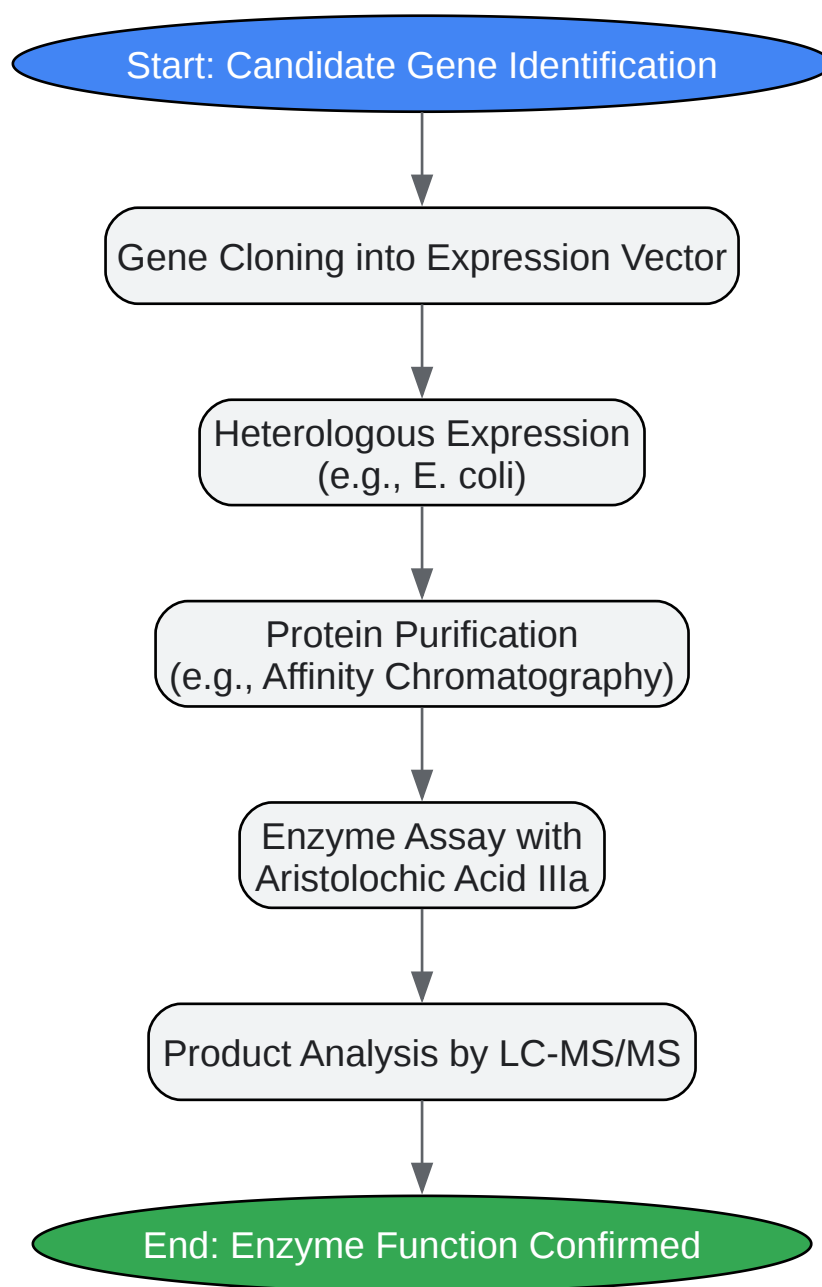 Start: Candidate Gene Identification
Gene Cloning into Expression Vector
Heterologous Expression
(e.g., E. coli)
Protein Purification
(e.g., Affinity Chromatography)
Enzyme Assay with
Aristolochic Acid IIIa
Product Analysis by LC-MS/MS
End: Enzyme Function Confirmed